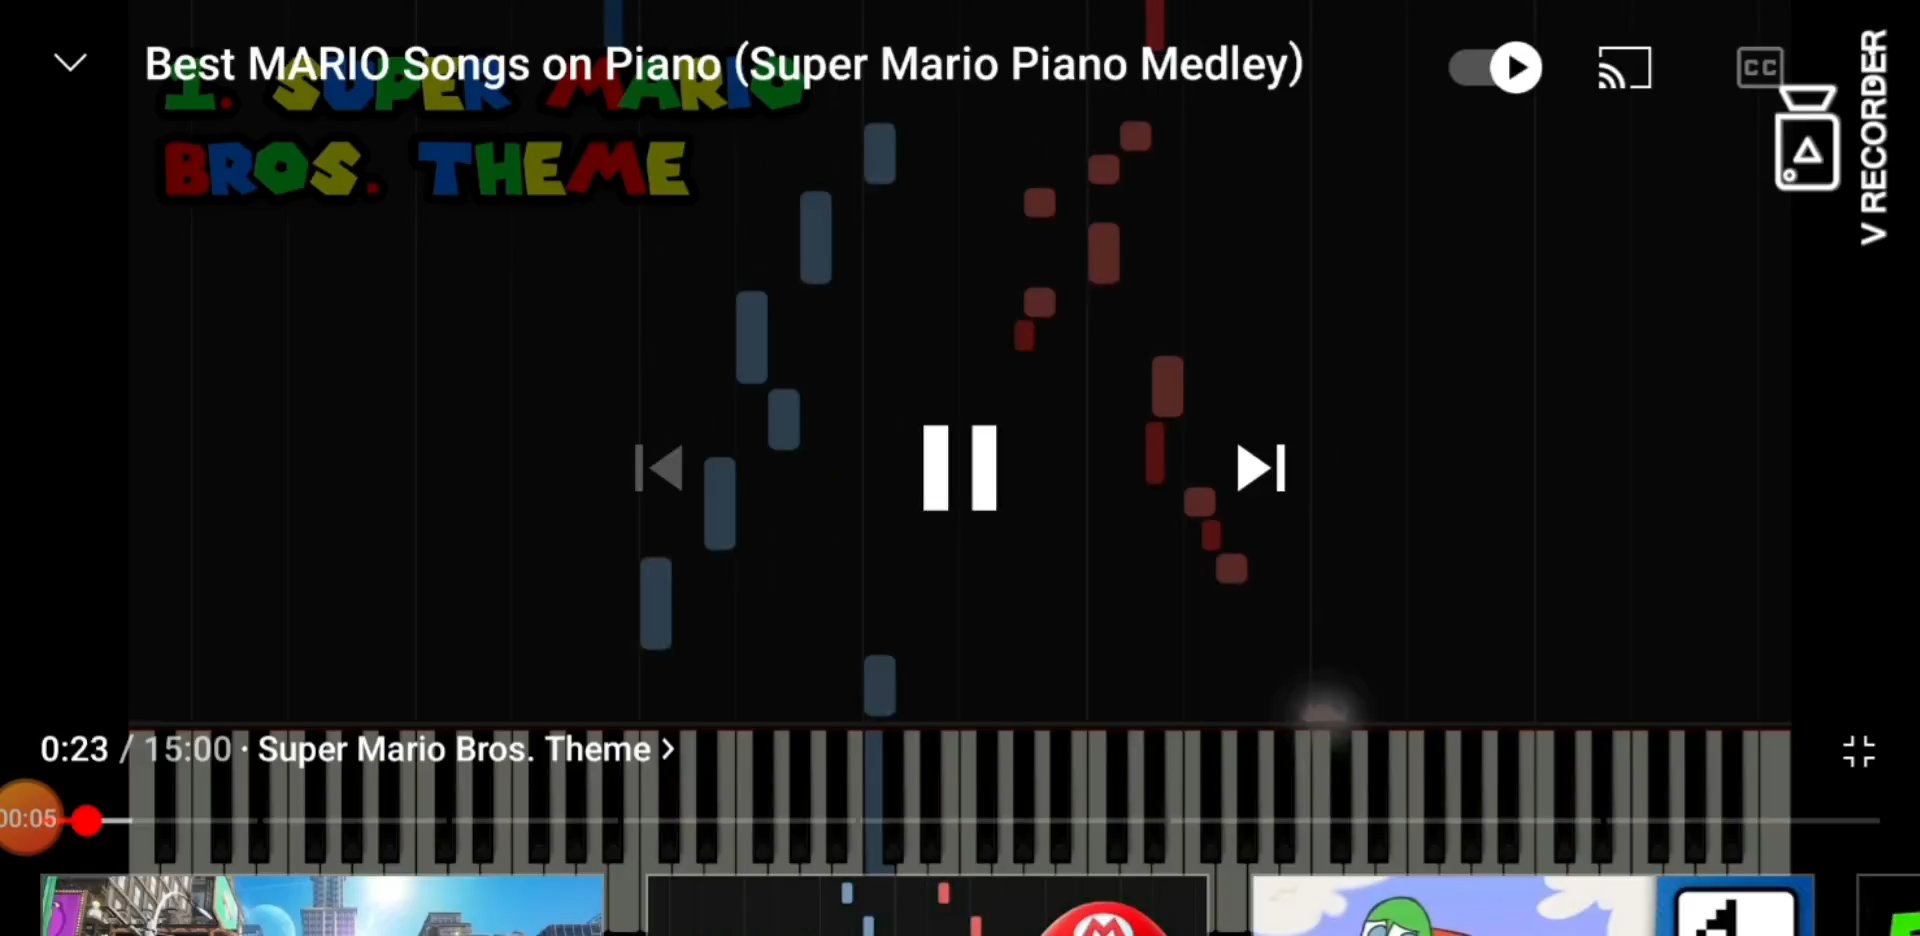 Best MARIO Songs on Piano (Super Mario Piano Medley)
CC
V RECORDER
1. SUPER MARIO
BROS. THEME
0:23 / 15:00 · Super Mario Bros. Theme
00:05
M